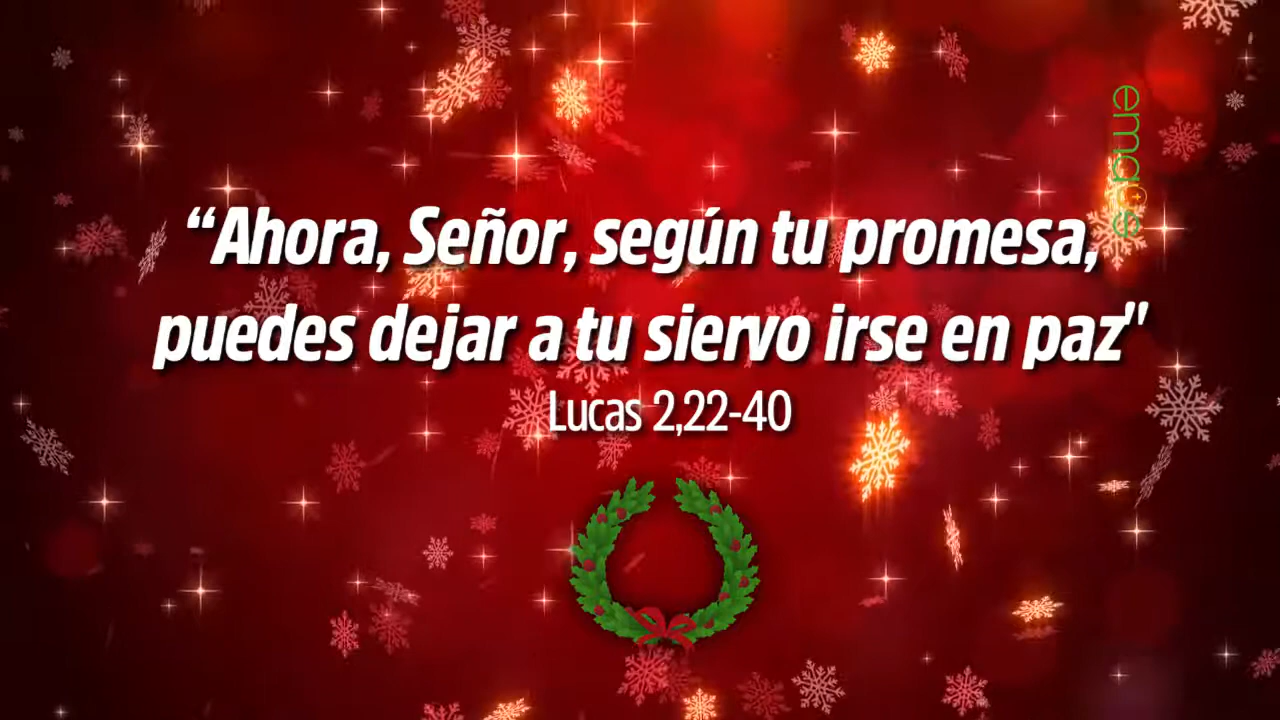 “Ahora, Señor, según tu promesa,
puedes dejar a tu siervo irse en paz"
Lucas 2,22-40
emaús